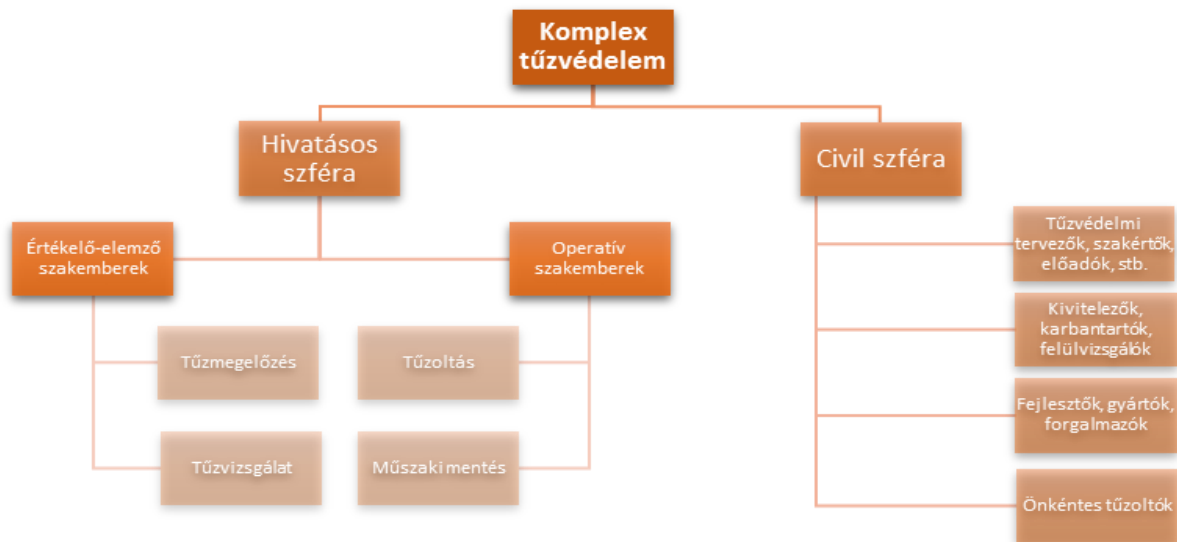 Komplex
tűzvédelem
Hivatásos
szféra
Civil szféra
Értékelő-elemző
szakemberek
Operatív
szakemberek
Tűzmegelőzés
Tűzvizsgálat
Tűzoltás
Műszaki mentés
Tűzvédelmi
tervezők, szakértők,
előadók, stb.
Kivitelezők,
karbantartók,
felülvizsgálók
Fejlesztők, gyártók,
forgalmazók
Önkéntes tűzoltók